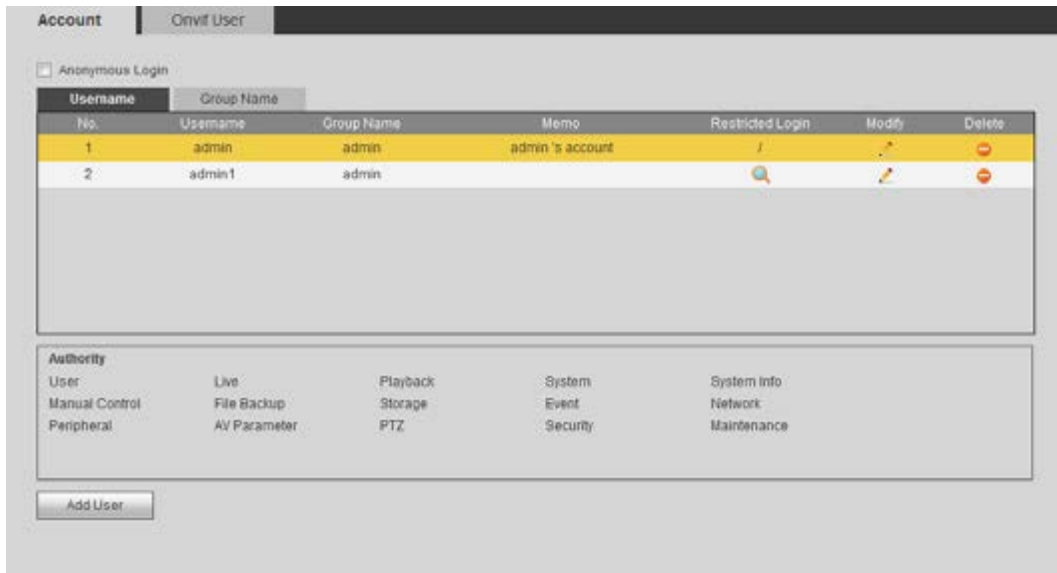 Account Onvif User
Anonymous Login
Username Group Name
No. Username Group Name Memo Restricted Login Modify Delete
1 admin admin admin 's account /
2 admin1 admin
Authority
User Live Playback System System Info
Manual Control File Backup Storage Event Network
Peripheral AV Parameter PTZ Security Maintenance
Add User